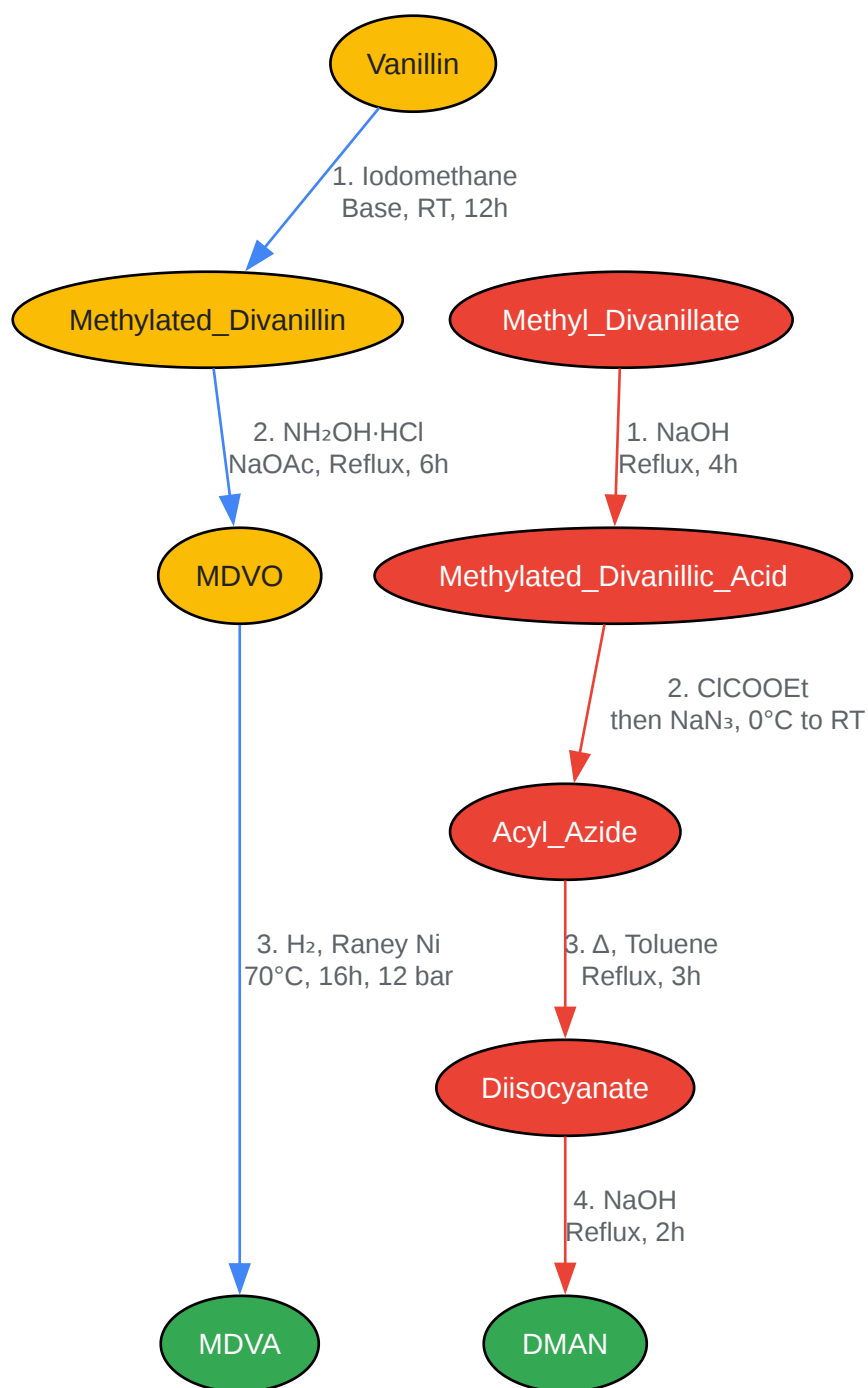 Vanillin
1. Iodomethane
Base, RT, 12h
Methylated_Divanillin
Methyl_Divanillate
2. NH₂OH·HCl
NaOAc, Reflux, 6h
1. NaOH
Reflux, 4h
MDVO
Methylated_Divanillic_Acid
2. ClCOOEt
then NaN₃, 0°C to RT
Acyl_Azide
3. H₂, Raney Ni
70°C, 16h, 12 bar
3. Δ, Toluene
Reflux, 3h
Diisocyanate
4. NaOH
Reflux, 2h
MDVA
DMAN